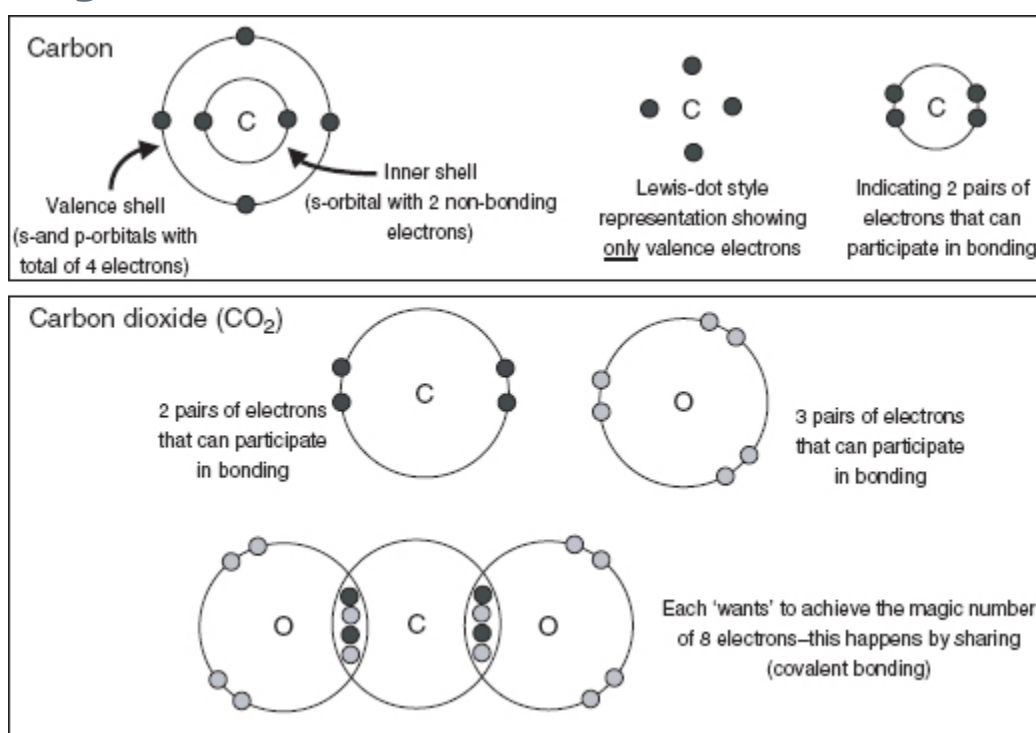 Carbon
C
Valence shell
(s-and p-orbitals with
total of 4 electrons)
Inner shell
(s-orbital with 2 non-bonding
electrons)
C
Lewis-dot style
representation showing
only valence electrons
C
Indicating 2 pairs of
electrons that can
participate in bonding
Carbon dioxide (CO₂)
2 pairs of electrons
that can participate
in bonding
C
O
3 pairs of electrons
that can participate
in bonding
O
C
O
Each ‘wants’ to achieve the magic number
of 8 electrons–this happens by sharing
(covalent bonding)